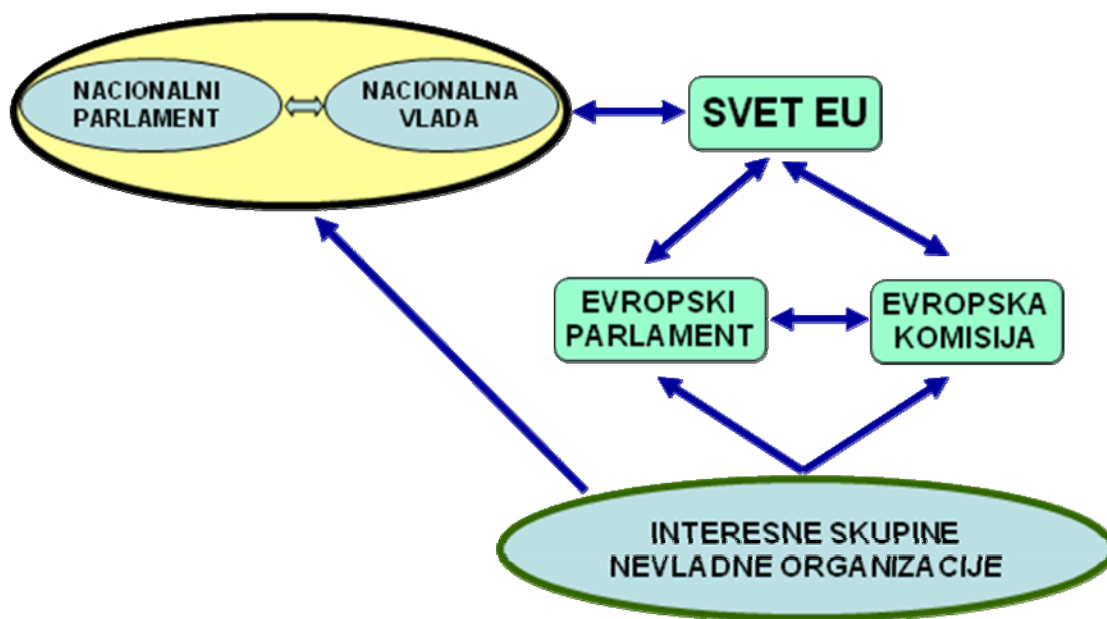 NACIONALNI
PARLAMENT
NACIONALNA
VLADA
SVET EU
EVROPSKI
PARLAMENT
EVROPSKA
KOMISIJA
INTERESNE SKUPINE
NEVLADNE ORGANIZACIJE